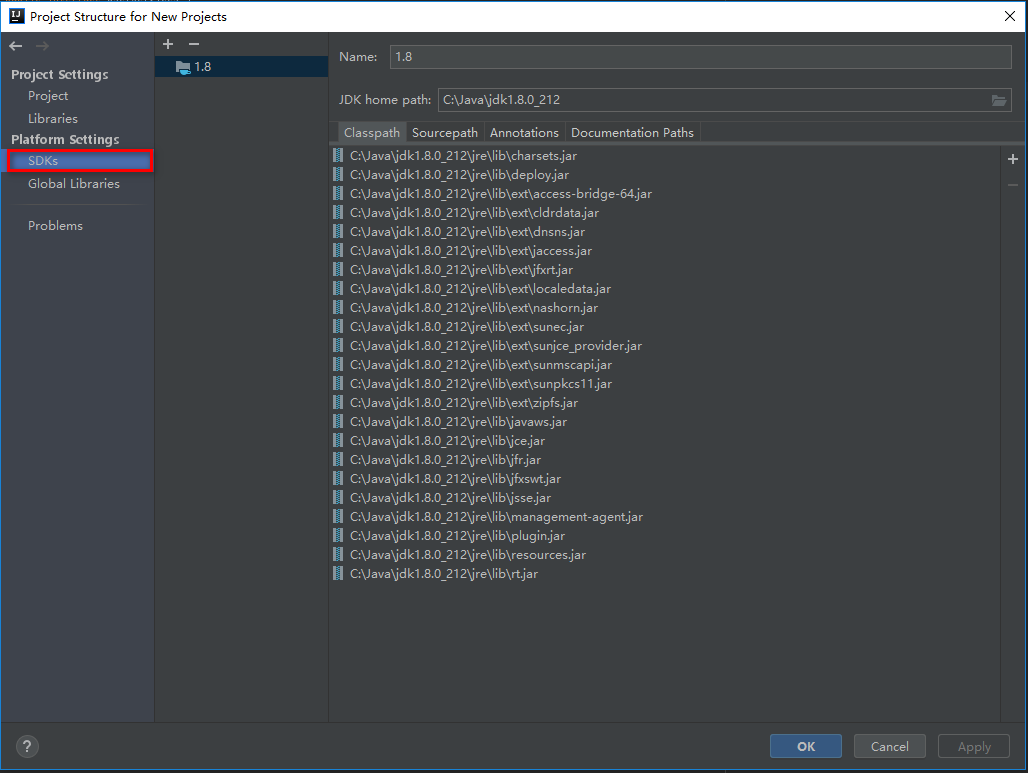 Project Structure for New Projects
Project Settings
Project
Libraries
Platform Settings
SDKs
Global Libraries
Problems
1.8
Name: 1.8
JDK home path: C:\Java\jdk1.8.0_212
Classpath Sourcepath Annotations Documentation Paths
C:\Java\jdk1.8.0_212\jre\lib\charsets.jar
C:\Java\jdk1.8.0_212\jre\lib\deploy.jar
C:\Java\jdk1.8.0_212\jre\lib\ext\access-bridge-64.jar
C:\Java\jdk1.8.0_212\jre\lib\ext\cldrdata.jar
C:\Java\jdk1.8.0_212\jre\lib\ext\dnsns.jar
C:\Java\jdk1.8.0_212\jre\lib\ext\jaccess.jar
C:\Java\jdk1.8.0_212\jre\lib\ext\jfxrt.jar
C:\Java\jdk1.8.0_212\jre\lib\ext\localedata.jar
C:\Java\jdk1.8.0_212\jre\lib\ext\nashorn.jar
C:\Java\jdk1.8.0_212\jre\lib\ext\sunec.jar
C:\Java\jdk1.8.0_212\jre\lib\ext\sunjce_provider.jar
C:\Java\jdk1.8.0_212\jre\lib\ext\sunmscapi.jar
C:\Java\jdk1.8.0_212\jre\lib\ext\sunpkcs11.jar
C:\Java\jdk1.8.0_212\jre\lib\ext\zipfs.jar
C:\Java\jdk1.8.0_212\jre\lib\javaws.jar
C:\Java\jdk1.8.0_212\jre\lib\jce.jar
C:\Java\jdk1.8.0_212\jre\lib\jfr.jar
C:\Java\jdk1.8.0_212\jre\lib\jfxswt.jar
C:\Java\jdk1.8.0_212\jre\lib\jsse.jar
C:\Java\jdk1.8.0_212\jre\lib\management-agent.jar
C:\Java\jdk1.8.0_212\jre\lib\plugin.jar
C:\Java\jdk1.8.0_212\jre\lib\resources.jar
C:\Java\jdk1.8.0_212\jre\lib\rt.jar
? OK Cancel Apply